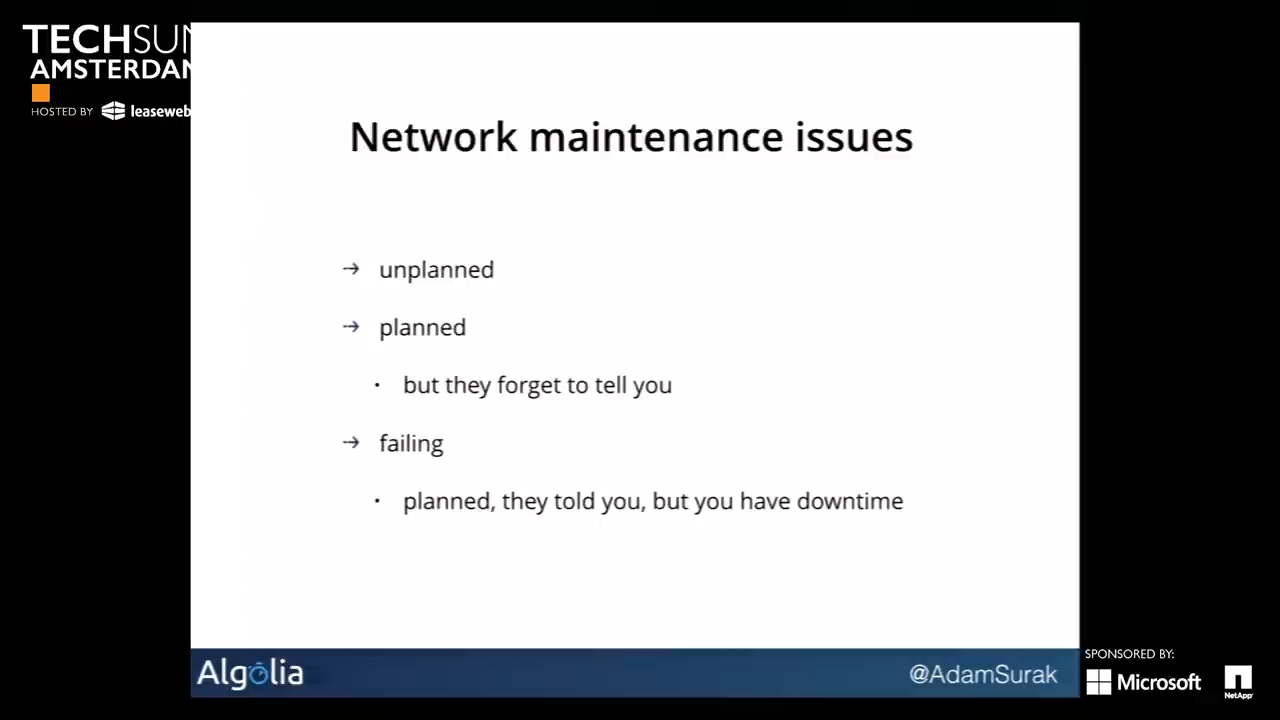 TECHSUM
AMSTERDAM
HOSTED BY leaseweb
Network maintenance issues
→ unplanned
→ planned
· but they forget to tell you
→ failing
· planned, they told you, but you have downtime
Algolia
@AdamSurak
SPONSORED BY:
Microsoft
NetApp